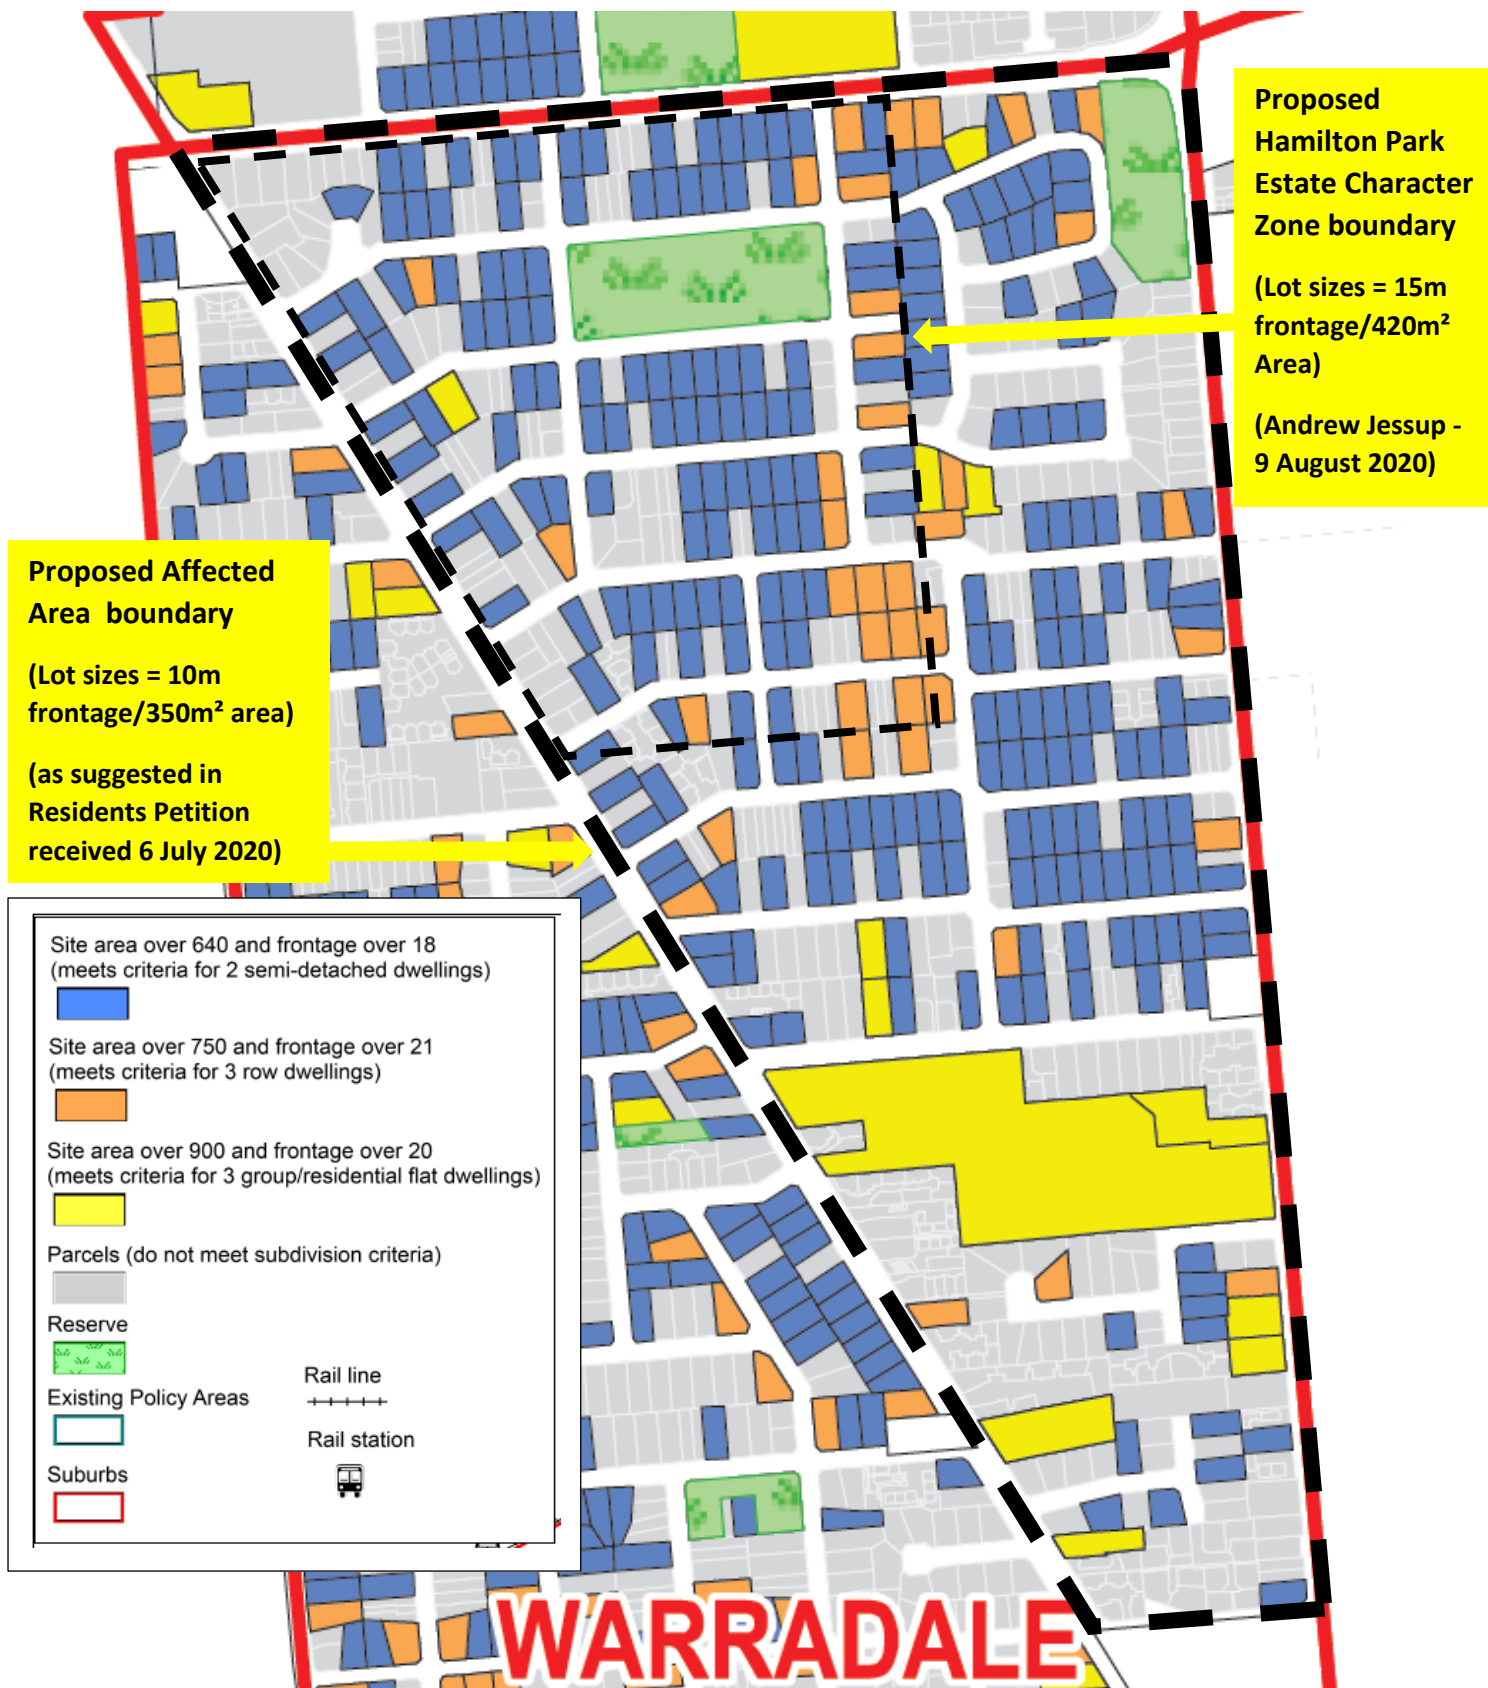 Proposed
Hamilton Park
Estate Character
Zone boundary
(Lot sizes = 15m
frontage/420m²
Area)
(Andrew Jessup -
9 August 2020)
Proposed Affected
Area boundary
(Lot sizes = 10m
frontage/350m² area)
(as suggested in
Residents Petition
received 6 July 2020)
Site area over 640 and frontage over 18
(meets criteria for 2 semi-detached dwellings)
Site area over 750 and frontage over 21
(meets criteria for 3 row dwellings)
Site area over 900 and frontage over 20
(meets criteria for 3 group/residential flat dwellings)
Parcels (do not meet subdivision criteria)
Reserve
Existing Policy Areas
Suburbs
Rail line
Rail station
WARRADALE